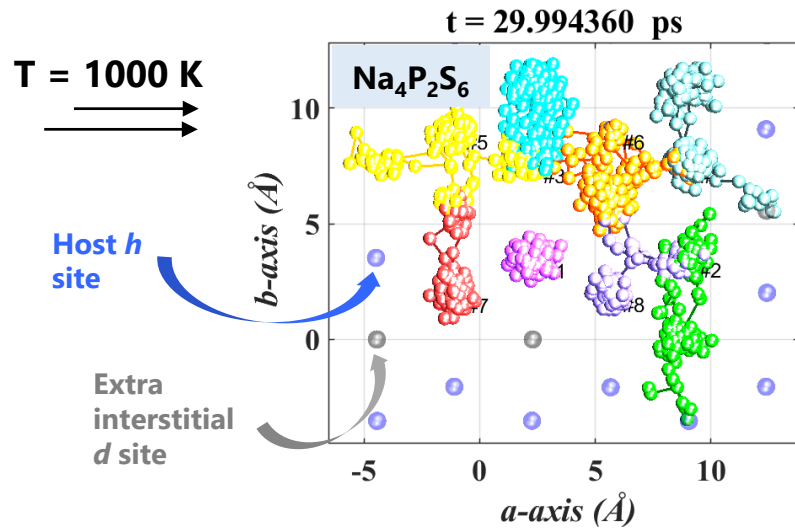 t = 29.994360 ps
T = 1000 K
Na₄P₂S₆
10
5
0
b-axis (Å)
#5
#6
#3
#2
1
#7
#8
Host h
site
Extra
interstitial
d site
-5
0
5
10
a-axis (Å)